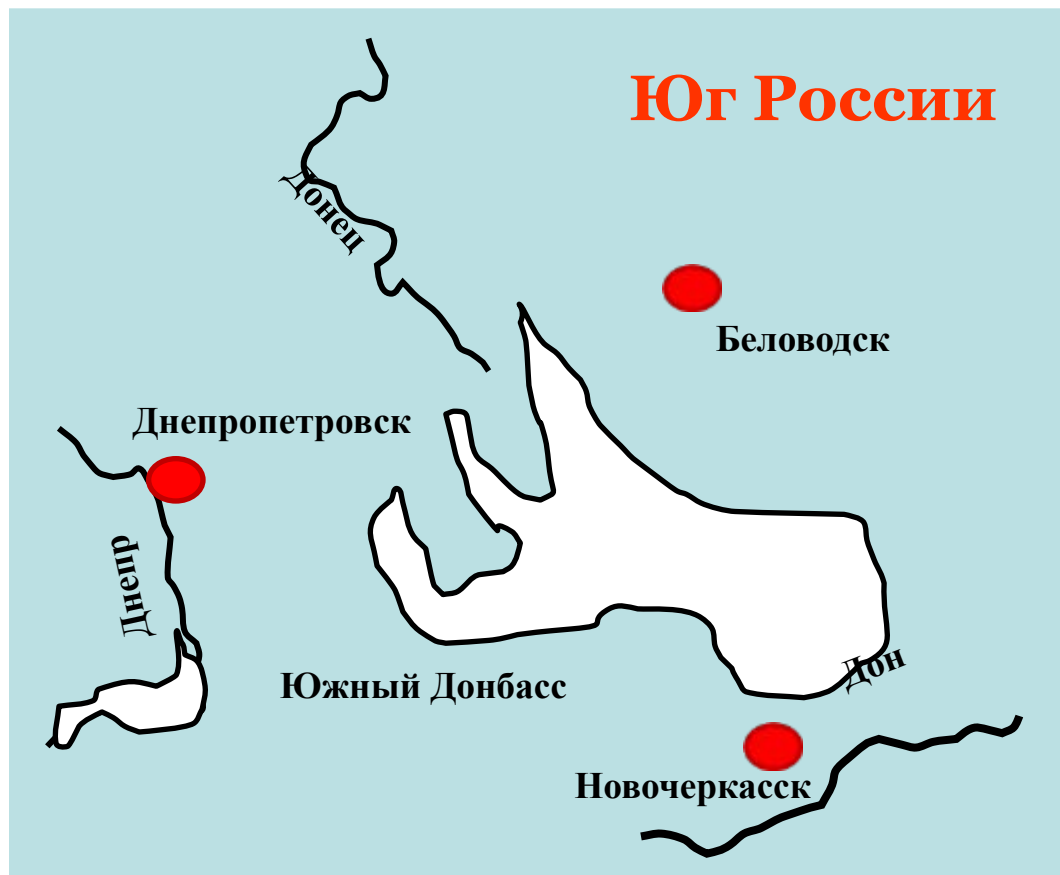 Юг России
Донец
Беловодск
Днепропетровск
Днепр
Южный Донбасс
Дон
Новочеркасск